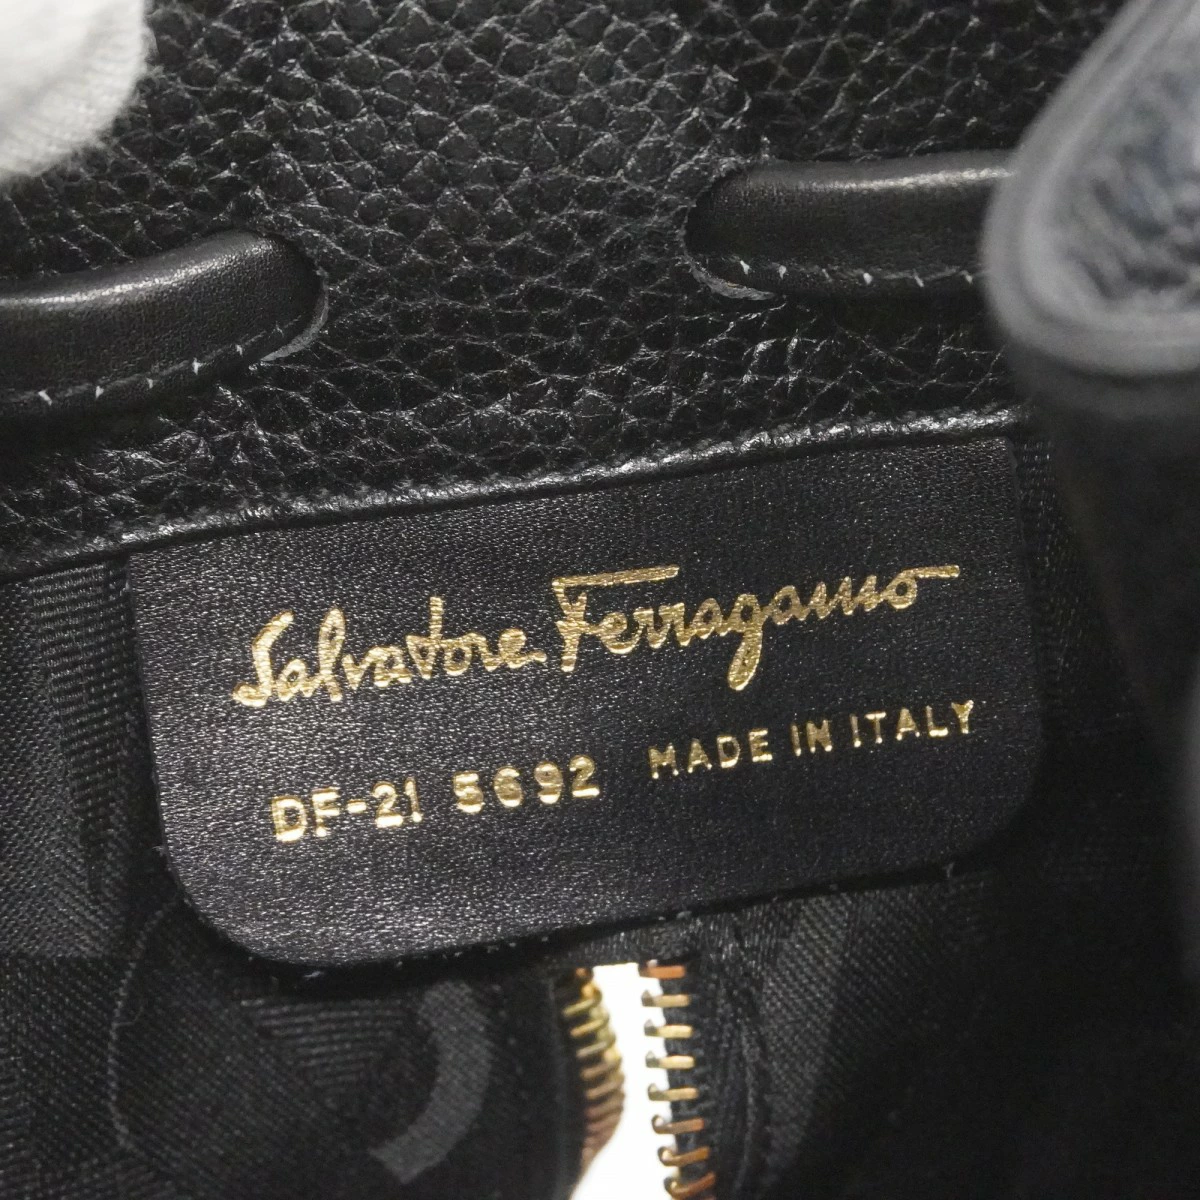 Salvatore Ferragamo
DF-21 5692 MADE IN ITALY